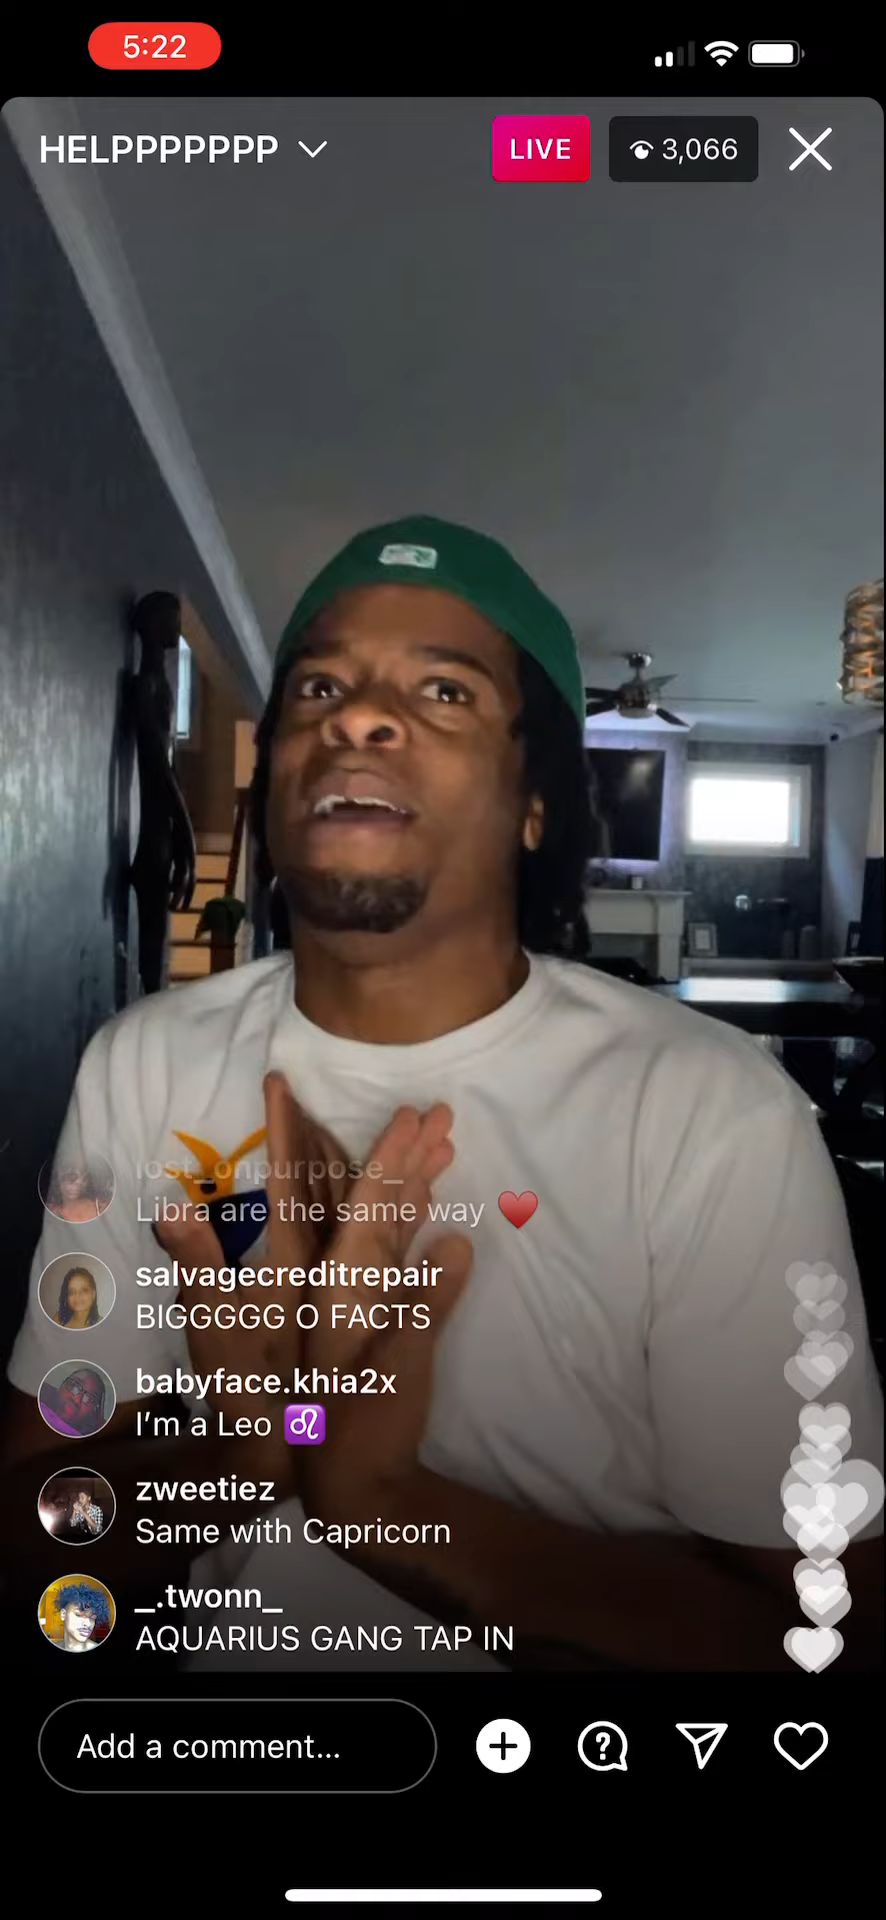 5:22
HELPPPPPPP
LIVE
3,066
lost_onpurpose_
Libra are the same way ♥️
salvagecreditrepair
BIGGGGG O FACTS
babyface.khia2x
I’m a Leo ♌
zweetiez
Same with Capricorn
_.twonn_
AQUARIUS GANG TAP IN
Add a comment...